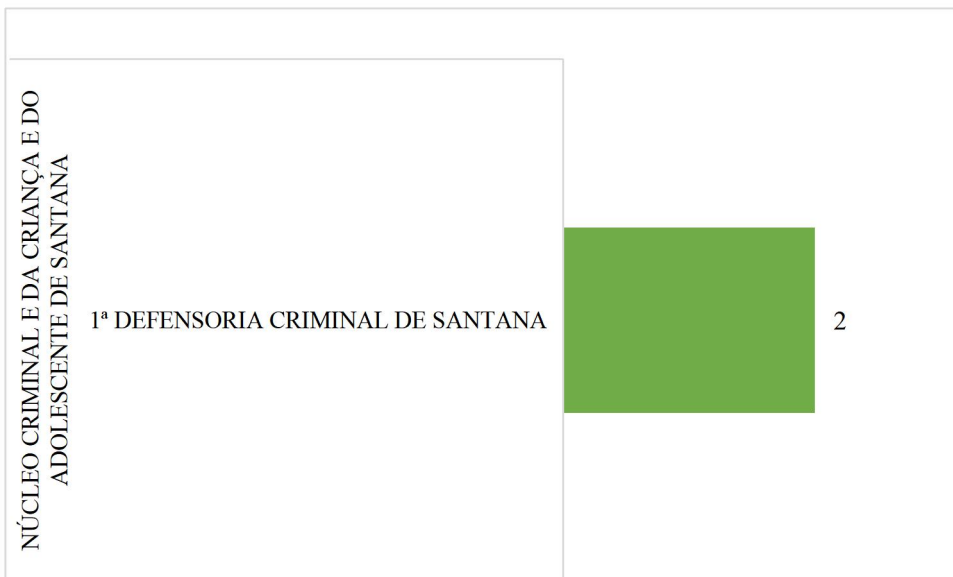 NÚCLEO CRIMINAL E DA CRIANÇA E DO
ADOLESCENTE DE SANTANA
1ª DEFENSORIA CRIMINAL DE SANTANA
2